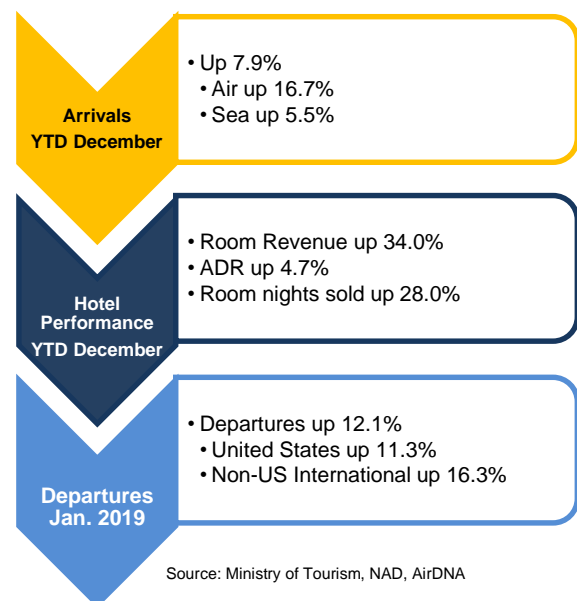 Arrivals
YTD December
• Up 7.9%
• Air up 16.7%
• Sea up 5.5%
Hotel
Performance
YTD December
• Room Revenue up 34.0%
• ADR up 4.7%
• Room nights sold up 28.0%
Departures
Jan. 2019
• Departures up 12.1%
• United States up 11.3%
• Non-US International up 16.3%
Source: Ministry of Tourism, NAD, AirDNA